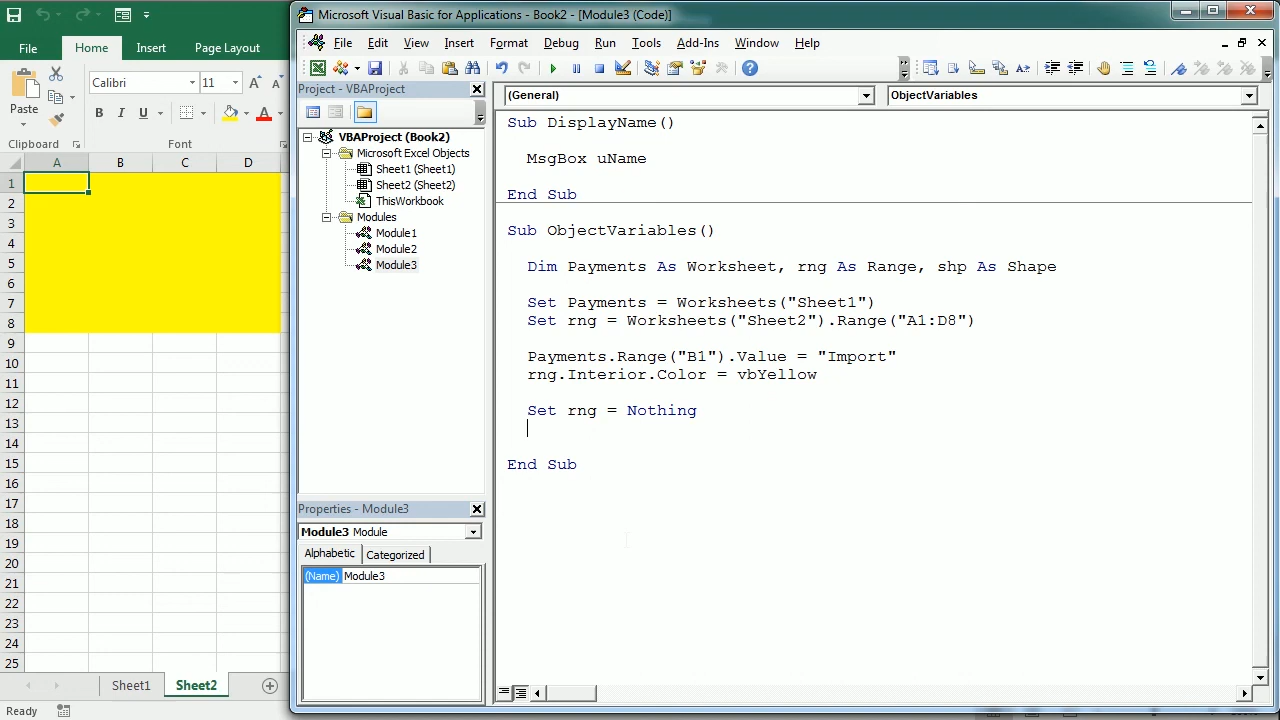 Microsoft Visual Basic for Applications - Book2 - [Module3 (Code)]
File Home Insert Page Layout
File Edit View Insert Format Debug Run Tools Add-Ins Window Help
Paste
Calibri 11
B I U
Clipboard Font
Project - VBAProject
(General) ObjectVariables
VBAProject (Book2)
Microsoft Excel Objects
Sheet1 (Sheet1)
Sheet2 (Sheet2)
ThisWorkbook
Modules
Module1
Module2
Module3
Properties - Module3
Module3 Module
Alphabetic Categorized
(Name) Module3
Sub DisplayName()
MsgBox uName
End Sub
Sub ObjectVariables()
Dim Payments As Worksheet, rng As Range, shp As Shape
Set Payments = Worksheets("Sheet1")
Set rng = Worksheets("Sheet2").Range("A1:D8")
Payments.Range("B1").Value = "Import"
rng.Interior.Color = vbYellow
Set rng = Nothing
End Sub
A B C D
1
2
3
4
5
6
7
8
9
10
11
12
13
14
15
16
17
18
19
20
21
22
23
24
25
Sheet1 Sheet2
Ready